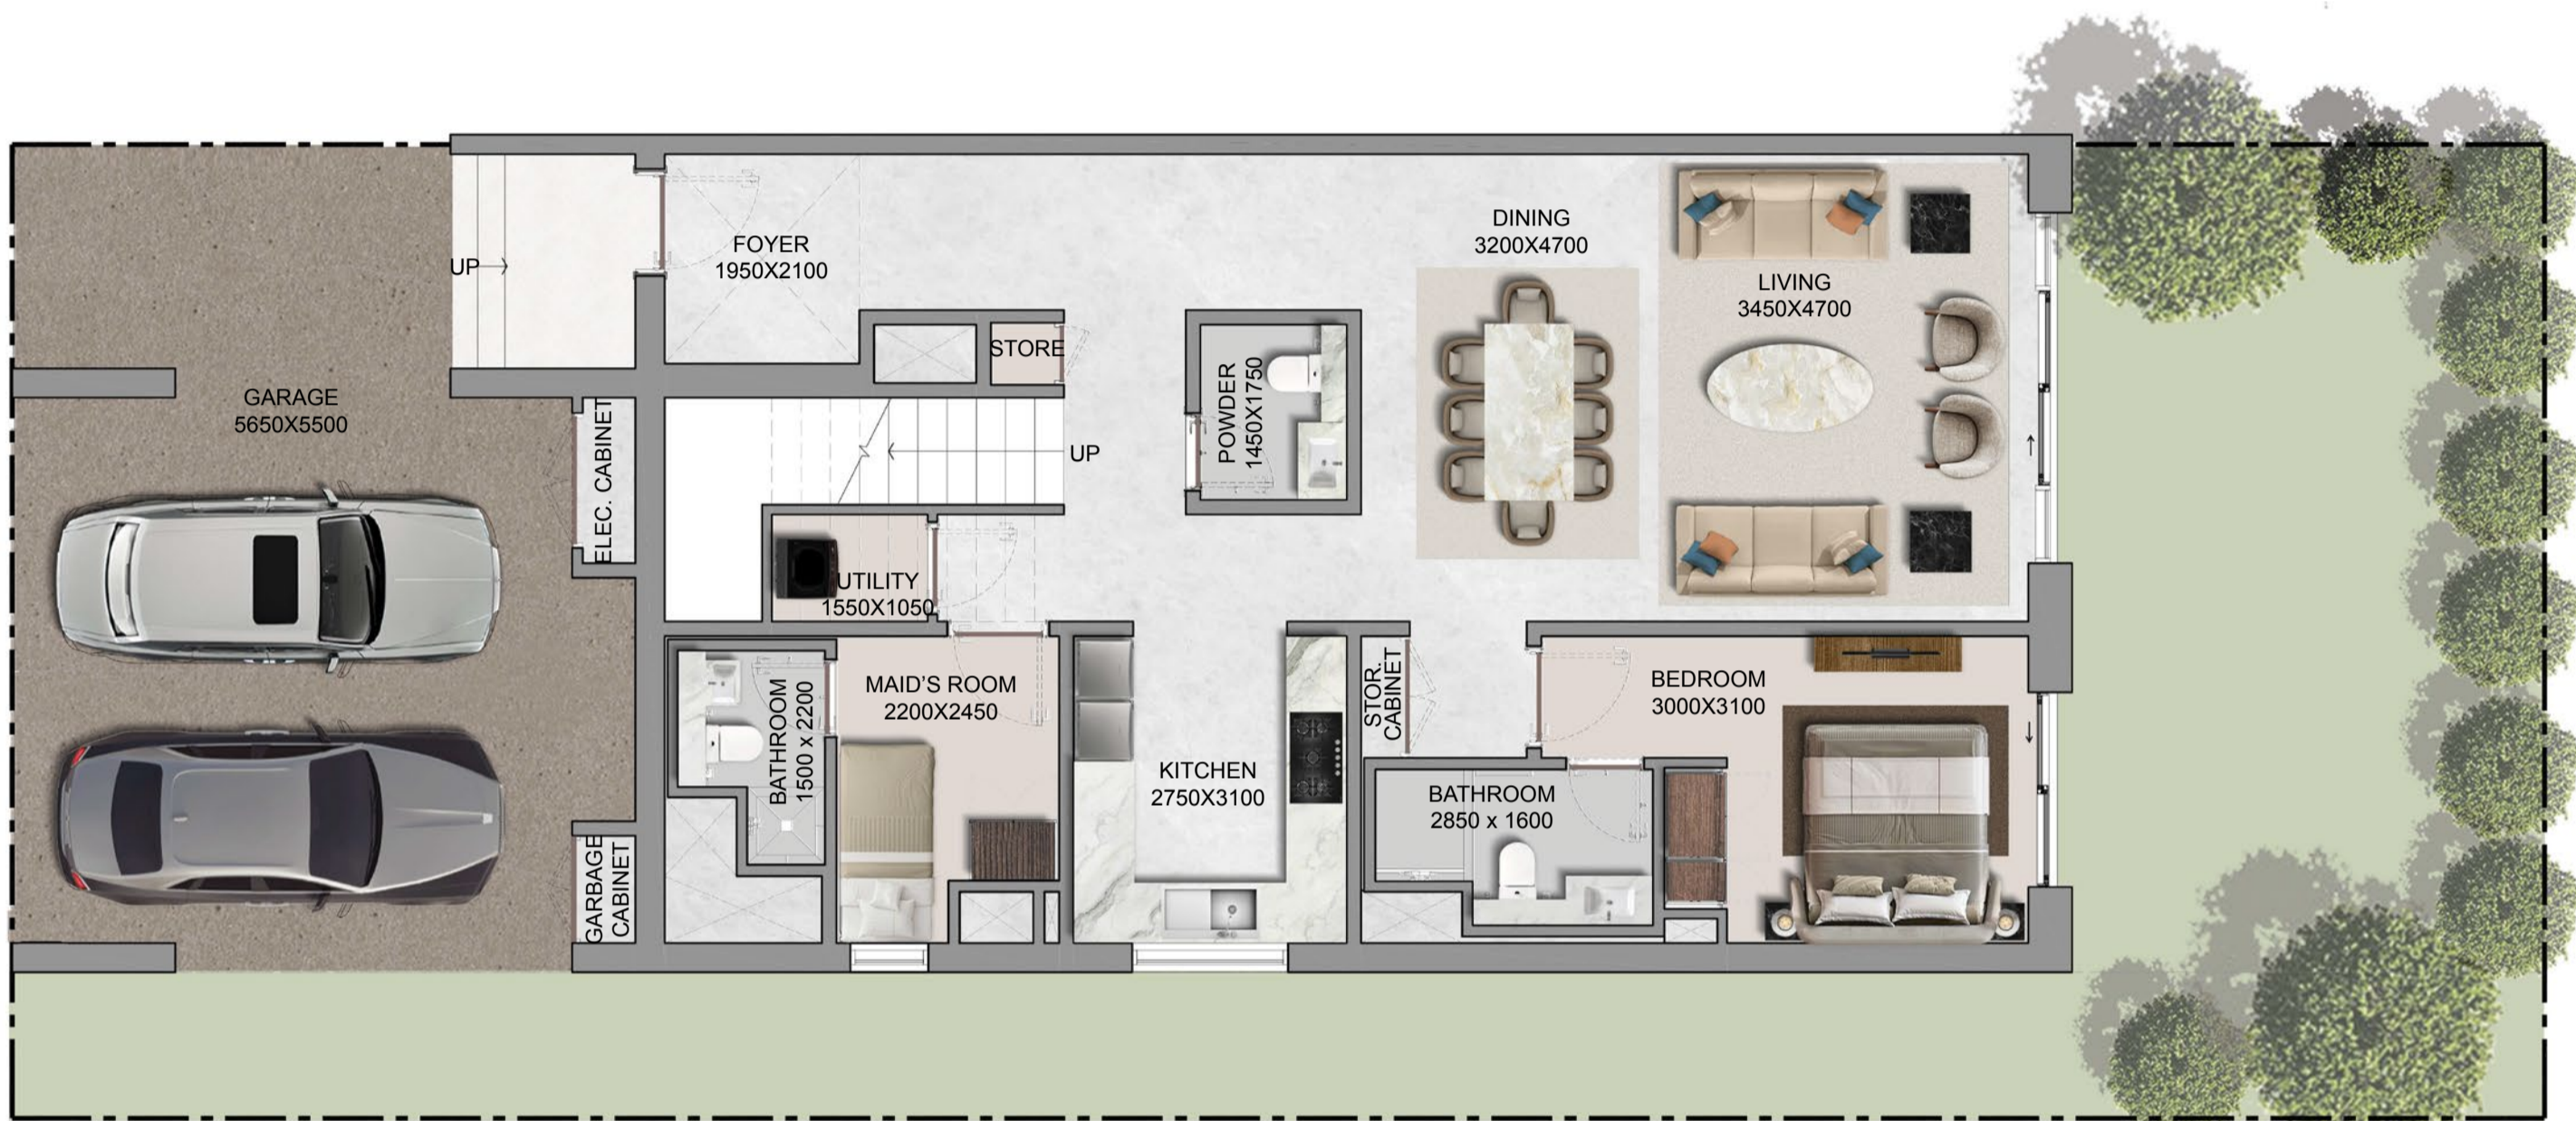 UP
FOYER
1950X2100
GARAGE
5650X5500
ELEC. CABINET
STORE
UP
POWDER
1450X1750
DINING
3200X4700
LIVING
3450X4700
UTILITY
1550X1050
BATHROOM
1500 x 2200
MAID'S ROOM
2200X2450
GARBAGE
CABINET
KITCHEN
2750X3100
STOR.
CABINET
BATHROOM
2850 x 1600
BEDROOM
3000X3100